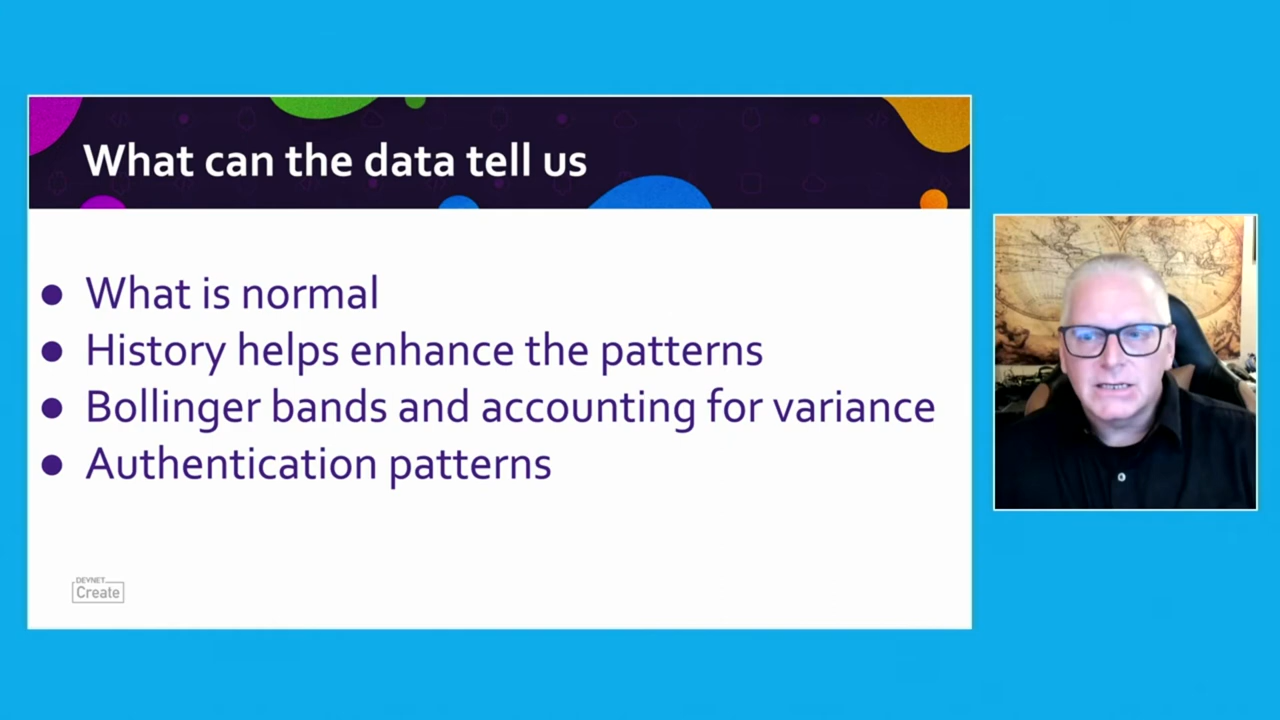 What can the data tell us
● What is normal
● History helps enhance the patterns
● Bollinger bands and accounting for variance
● Authentication patterns
DEVNET
Create